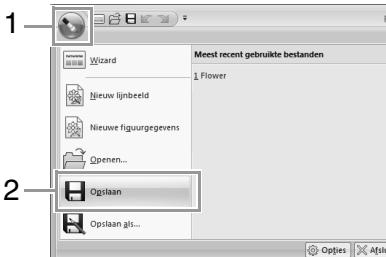 1
Wizard
Meest recent gebruikte bestanden
1 Flower
Nieuw lijnbeeld
Nieuwe figuurgegevens
Openen...
2
Opslaan
Opslaan als...
Opties